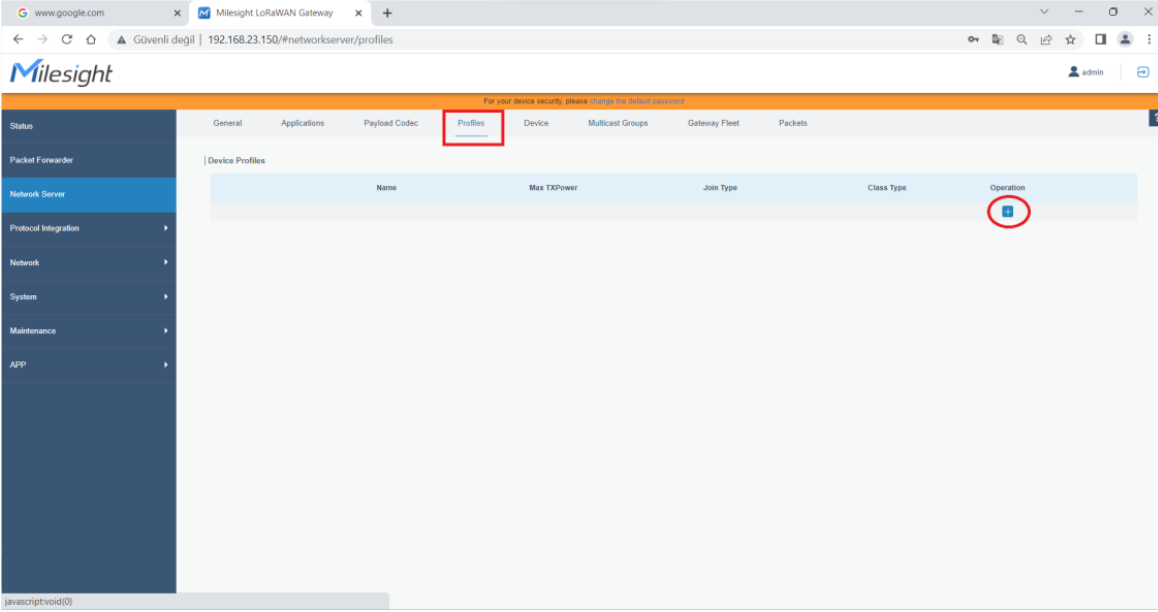 www.google.com
Milesight LoRaWAN Gateway
Güvenli değil | 192.168.23.150/#networkserver/profiles
Milesight
admin
For your device security, please change the default password
Status
General Applications Payload Codec Profiles Device Multicast Groups Gateway Fleet Packets
?
Packet Forwarder
Device Profiles
Name Max TXPower Join Type Class Type Operation
Network Server
Protocol Integration
Network
System
Maintenance
APP
javascript:void(0)